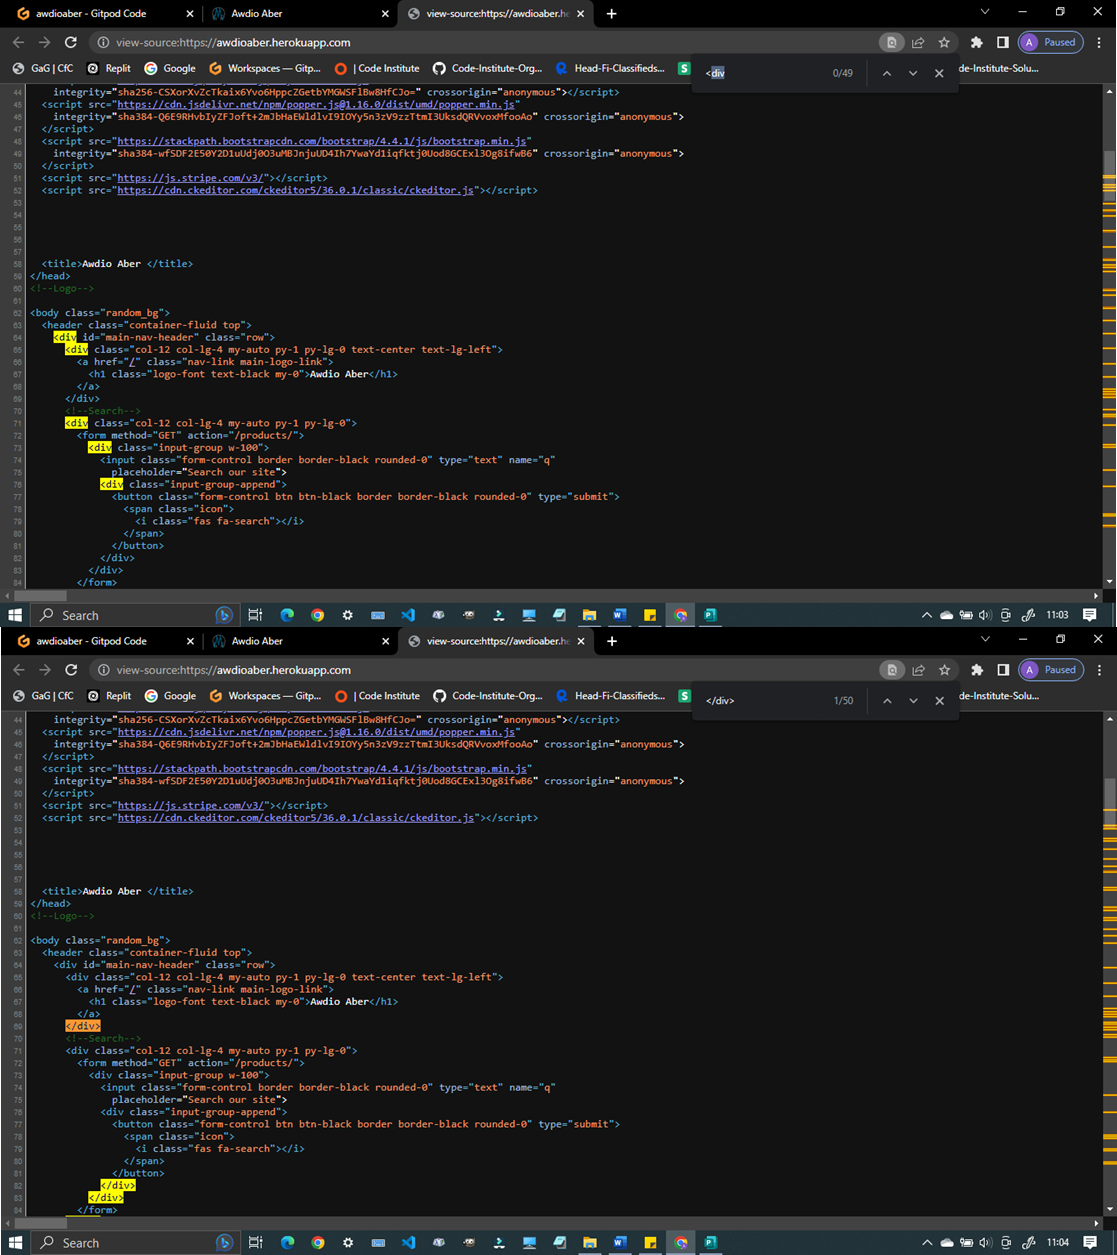 awdioaber - Gitpod Code
Awdio Aber
view-source:https://awdioaber.he
view-source:https://awdioaber.herokuapp.com
A Paused
GaG | CfC
Replit
Google
Workspaces — Gitp...
| Code Institute
Code-Institute-Org...
Head-Fi-Classifieds...
S
de-Institute-Solu...
<div 0/49
44 integrity="sha256-CSXorXvZcTkaix6Yvo6HppcZGetbYMGWSFlBw8HfCJo=" crossorigin="anonymous"></script>
45 <script src="https://cdn.jsdelivr.net/npm/popper.js@1.16.0/dist/umd/popper.min.js"
46 integrity="sha384-Q6E9RHvbIyZFJoft+2mJbHaEWldlvI9IOYy5n3zV9zzTtmI3UksdQRVvoxMfooAo" crossorigin="anonymous">
47 </script>
48 <script src="https://stackpath.bootstrapcdn.com/bootstrap/4.4.1/js/bootstrap.min.js"
49 integrity="sha384-wfSDF2E50Y2D1uUdj0O3uMBJnjuUD4Ih7YwaYd1iqfktj0Uod8GCExl3Og8ifwB6" crossorigin="anonymous">
50 </script>
51 <script src="https://js.stripe.com/v3/"></script>
52 <script src="https://cdn.ckeditor.com/ckeditor5/36.0.1/classic/ckeditor.js"></script>
53
54
55
56
57
58 <title>Awdio Aber </title>
59 </head>
60 <!--Logo-->
61
62 <body class="random_bg">
63 <header class="container-fluid top">
64 <div id="main-nav-header" class="row">
65 <div class="col-12 col-lg-4 my-auto py-1 py-lg-0 text-center text-lg-left">
66 <a href="/" class="nav-link main-logo-link">
67 <h1 class="logo-font text-black my-0">Awdio Aber</h1>
68 </a>
69 </div>
70 <!--Search-->
71 <div class="col-12 col-lg-4 my-auto py-1 py-lg-0">
72 <form method="GET" action="/products/">
73 <div class="input-group w-100">
74 <input class="form-control border border-black rounded-0" type="text" name="q"
75 placeholder="Search our site">
76 <div class="input-group-append">
77 <button class="form-control btn btn-black border border-black rounded-0" type="submit">
78 <span class="icon">
79 <i class="fas fa-search"></i>
80 </span>
81 </button>
82 </div>
83 </div>
84 </form>
Search
11:03
awdioaber - Gitpod Code
Awdio Aber
view-source:https://awdioaber.he
view-source:https://awdioaber.herokuapp.com
A Paused
GaG | CfC
Replit
Google
Workspaces — Gitp...
| Code Institute
Code-Institute-Org...
Head-Fi-Classifieds...
S
de-Institute-Solu...
</div> 1/50
44 integrity="sha256-CSXorXvZcTkaix6Yvo6HppcZGetbYMGWSFlBw8HfCJo=" crossorigin="anonymous"></script>
45 <script src="https://cdn.jsdelivr.net/npm/popper.js@1.16.0/dist/umd/popper.min.js"
46 integrity="sha384-Q6E9RHvbIyZFJoft+2mJbHaEWldlvI9IOYy5n3zV9zzTtmI3UksdQRVvoxMfooAo" crossorigin="anonymous">
47 </script>
48 <script src="https://stackpath.bootstrapcdn.com/bootstrap/4.4.1/js/bootstrap.min.js"
49 integrity="sha384-wfSDF2E50Y2D1uUdj0O3uMBJnjuUD4Ih7YwaYd1iqfktj0Uod8GCExl3Og8ifwB6" crossorigin="anonymous">
50 </script>
51 <script src="https://js.stripe.com/v3/"></script>
52 <script src="https://cdn.ckeditor.com/ckeditor5/36.0.1/classic/ckeditor.js"></script>
53
54
55
56
57
58 <title>Awdio Aber </title>
59 </head>
60 <!--Logo-->
61
62 <body class="random_bg">
63 <header class="container-fluid top">
64 <div id="main-nav-header" class="row">
65 <div class="col-12 col-lg-4 my-auto py-1 py-lg-0 text-center text-lg-left">
66 <a href="/" class="nav-link main-logo-link">
67 <h1 class="logo-font text-black my-0">Awdio Aber</h1>
68 </a>
69 </div>
70 <!--Search-->
71 <div class="col-12 col-lg-4 my-auto py-1 py-lg-0">
72 <form method="GET" action="/products/">
73 <div class="input-group w-100">
74 <input class="form-control border border-black rounded-0" type="text" name="q"
75 placeholder="Search our site">
76 <div class="input-group-append">
77 <button class="form-control btn btn-black border border-black rounded-0" type="submit">
78 <span class="icon">
79 <i class="fas fa-search"></i>
80 </span>
81 </button>
82 </div>
83 </div>
84 </form>
Search
11:04